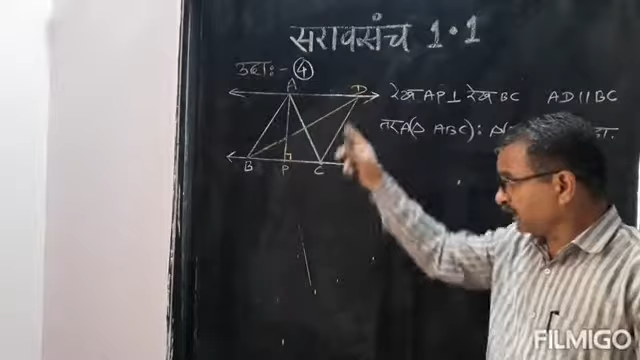 सरावसंच 1.1
उदा:- ④
A D
रेख AP ⊥ रेख BC AD || BC
तर A(△ ABC) :
B P C
FILMIGO